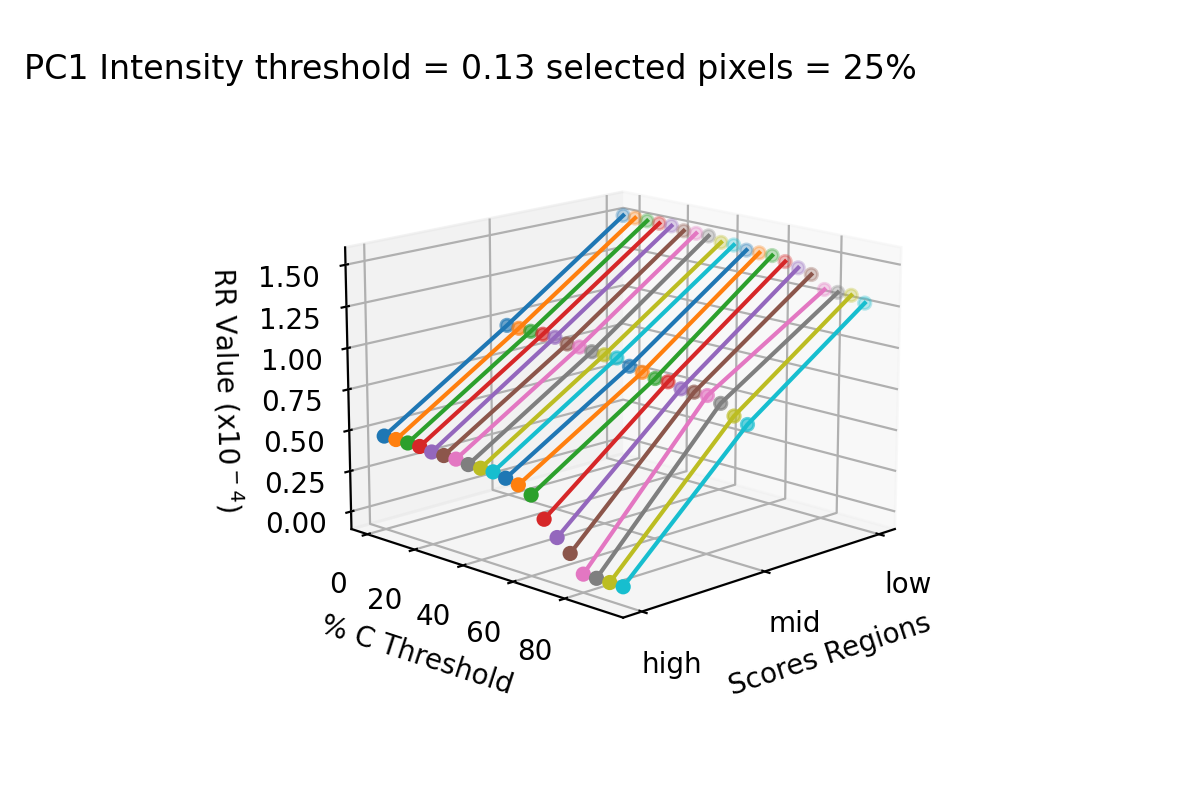 PC1 Intensity threshold = 0.13 selected pixels = 25%
RR Value (x10⁻⁴)
1.50
1.25
1.00
0.75
0.50
0.25
0.00
0
20
40
60
80
% C Threshold
high
mid
low
Scores Regions